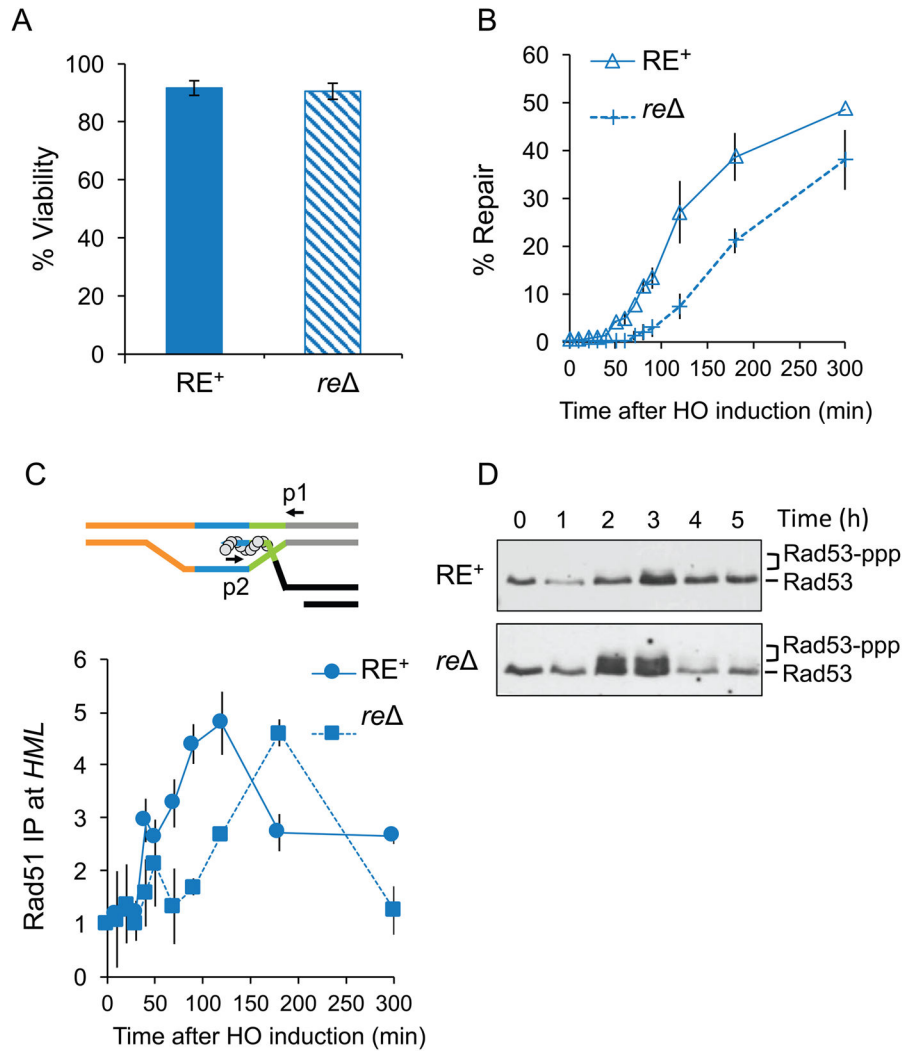 A
100
80
60
40
20
0
% Viability
RE+
reΔ
B
60
50
40
30
20
10
0
% Repair
RE+
reΔ
0 50 100 150 200 250 300
Time after HO induction (min)
C
p1
p2
6
5
4
3
2
1
0
Rad51 IP at HML
RE+
reΔ
0 50 100 150 200 250 300
Time after HO induction (min)
D
0 1 2 3 4 5 Time (h)
RE+
Rad53-ppp
Rad53
reΔ
Rad53-ppp
Rad53